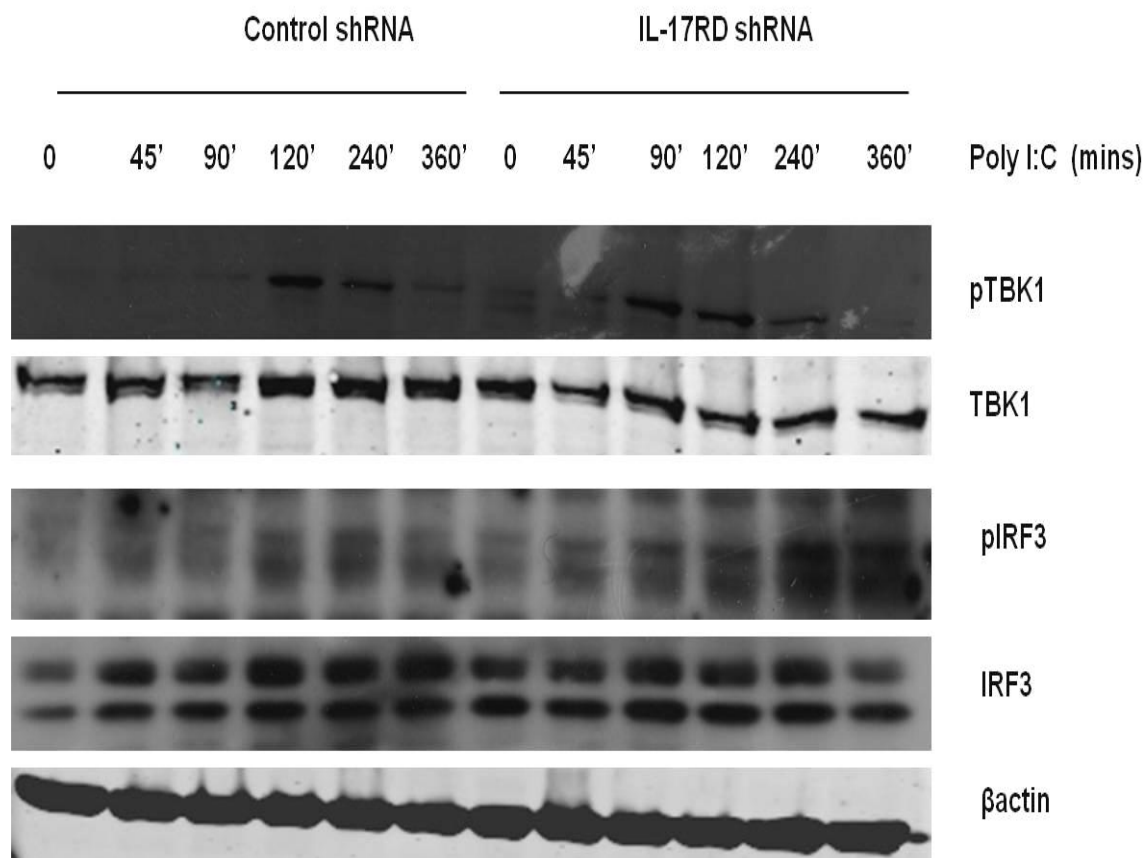 Control shRNA IL-17RD shRNA
0 45’ 90’ 120’ 240’ 360’ 0 45’ 90’ 120’ 240’ 360’ Poly I:C (mins)
pTBK1
TBK1
pIRF3
IRF3
βactin